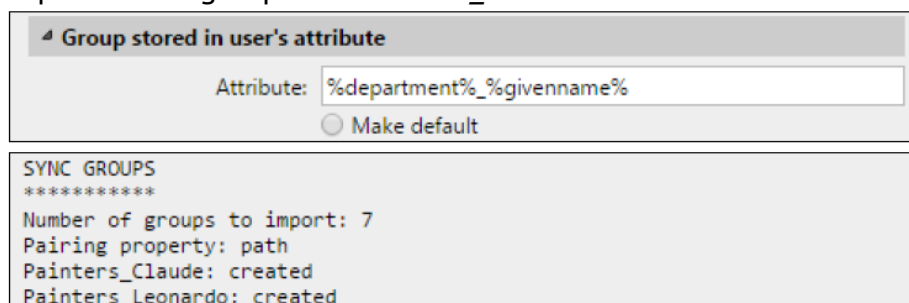 Group stored in user's attribute
Attribute: %department%_%givenname%
Make default
SYNC GROUPS
***********
Number of groups to import: 7
Pairing property: path
Painters_Claude: created
Painters_Leonardo: created